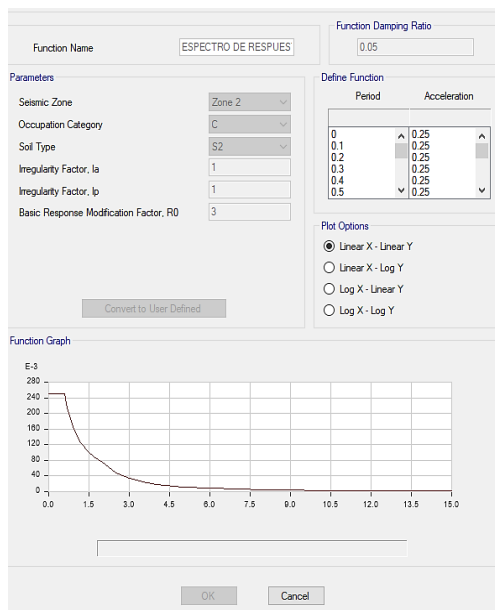 Function Damping Ratio
Function Name ESPECTRO DE RESPUES 0.05
Parameters
Seismic Zone Zone 2
Occupation Category C
Soil Type S2
Irregularity Factor, Ia 1
Irregularity Factor, Ip 1
Basic Response Modification Factor, R0 3
Convert to User Defined
Define Function
Period Acceleration
0 0.25
0.1 0.25
0.2 0.25
0.3 0.25
0.4 0.25
0.5 0.25
Plot Options
Linear X - Linear Y
Linear X - Log Y
Log X - Linear Y
Log X - Log Y
Function Graph
E-3
280
240
200
160
120
80
40
0
0.0 1.5 3.0 4.5 6.0 7.5 9.0 10.5 12.0 13.5 15.0
OK Cancel